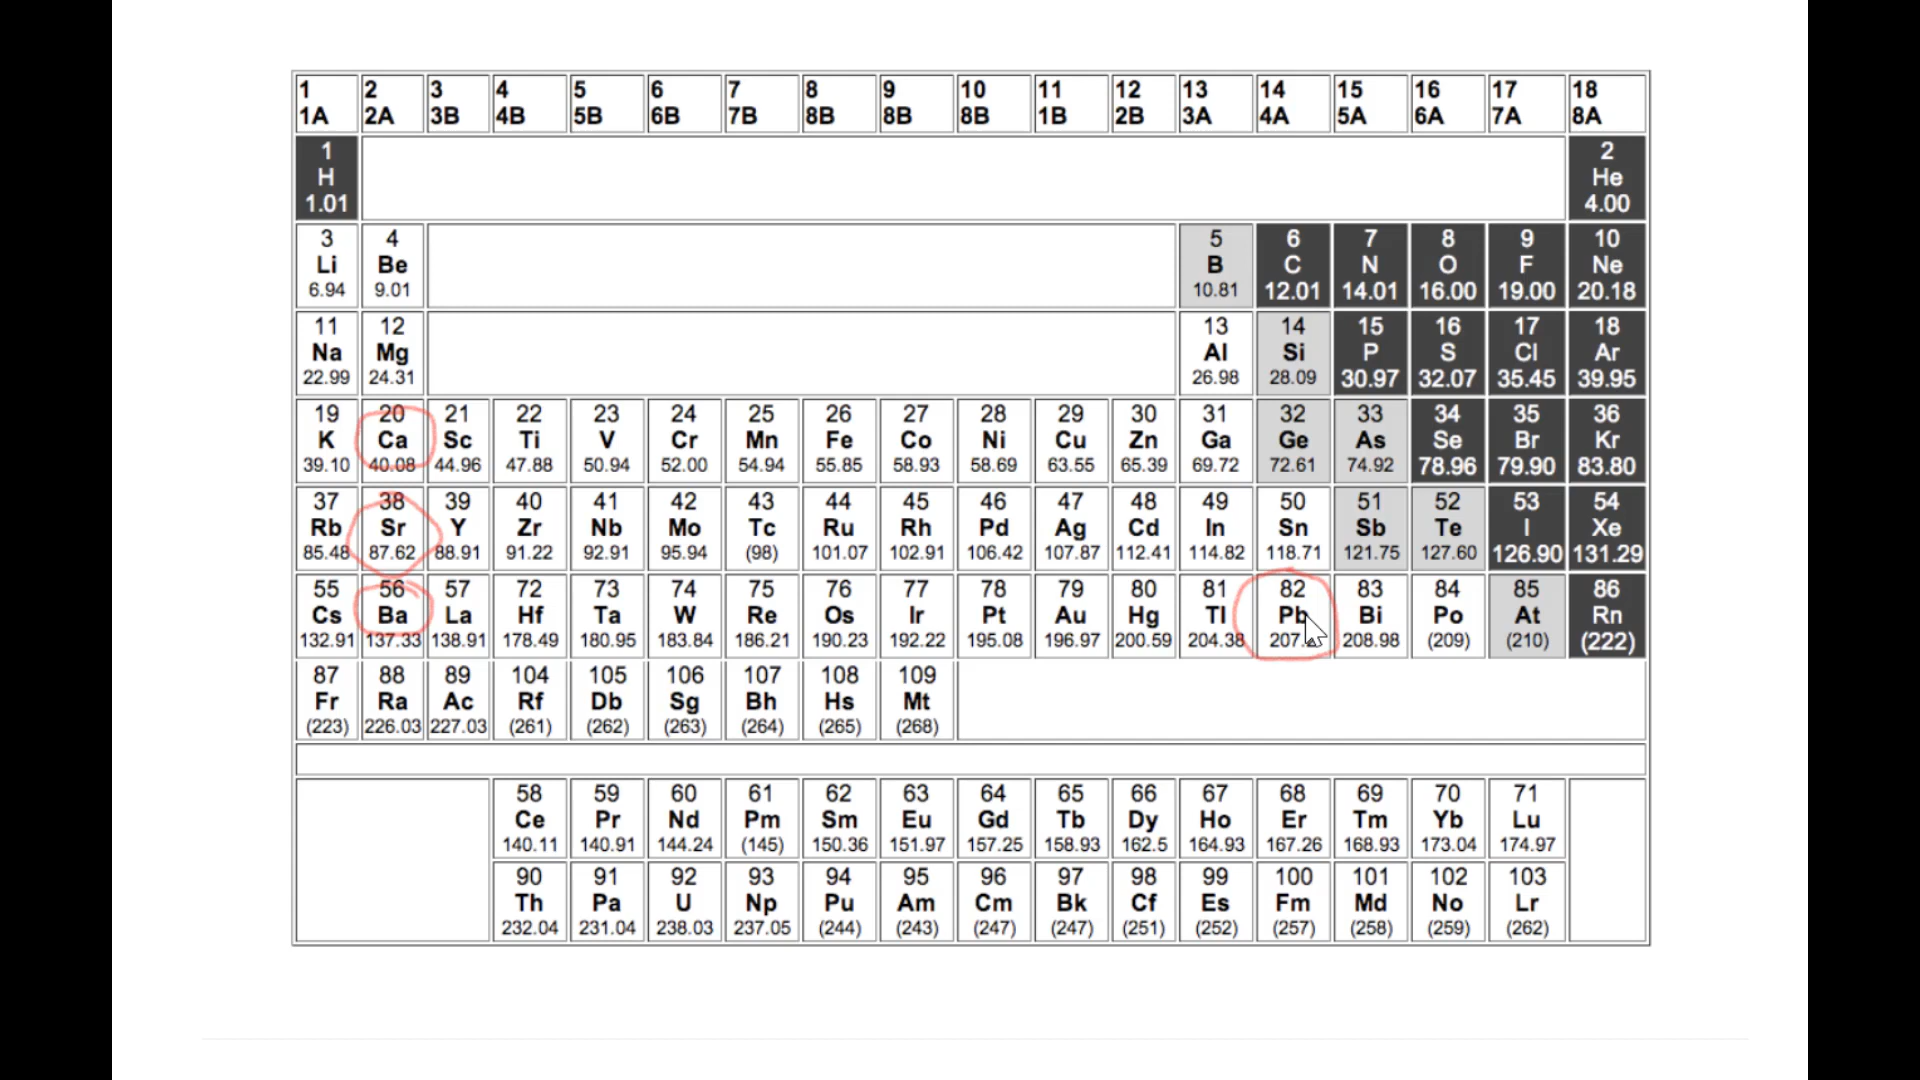 1 2 3 4 5 6 7 8 9 10 11 12 13 14 15 16 17 18
1A 2A 3B 4B 5B 6B 7B 8B 8B 8B 1B 2B 3A 4A 5A 6A 7A 8A
1 2
H He
1.01 4.00
3 4 5 6 7 8 9 10
Li Be B C N O F Ne
6.94 9.01 10.81 12.01 14.01 16.00 19.00 20.18
11 12 13 14 15 16 17 18
Na Mg Al Si P S Cl Ar
22.99 24.31 26.98 28.09 30.97 32.07 35.45 39.95
19 20 21 22 23 24 25 26 27 28 29 30 31 32 33 34 35 36
K Ca Sc Ti V Cr Mn Fe Co Ni Cu Zn Ga Ge As Se Br Kr
39.10 40.08 44.96 47.88 50.94 52.00 54.94 55.85 58.93 58.69 63.55 65.39 69.72 72.61 74.92 78.96 79.90 83.80
37 38 39 40 41 42 43 44 45 46 47 48 49 50 51 52 53 54
Rb Sr Y Zr Nb Mo Tc Ru Rh Pd Ag Cd In Sn Sb Te I Xe
85.48 87.62 88.91 91.22 92.91 95.94 (98) 101.07 102.91 106.42 107.87 112.41 114.82 118.71 121.75 127.60 126.90 131.29
55 56 57 72 73 74 75 76 77 78 79 80 81 82 83 84 85 86
Cs Ba La Hf Ta W Re Os Ir Pt Au Hg Tl Pb Bi Po At Rn
132.91 137.33 138.91 178.49 180.95 183.84 186.21 190.23 192.22 195.08 196.97 200.59 204.38 208.98 (209) (210) (222)
87 88 89 104 105 106 107 108 109
Fr Ra Ac Rf Db Sg Bh Hs Mt
(223) 226.03 227.03 (261) (262) (263) (264) (265) (268)
58 59 60 61 62 63 64 65 66 67 68 69 70 71
Ce Pr Nd Pm Sm Eu Gd Tb Dy Ho Er Tm Yb Lu
140.11 140.91 144.24 (145) 150.36 151.97 157.25 158.93 162.5 164.93 167.26 168.93 173.04 174.97
90 91 92 93 94 95 96 97 98 99 100 101 102 103
Th Pa U Np Pu Am Cm Bk Cf Es Fm Md No Lr
232.04 231.04 238.03 237.05 (244) (243) (247) (247) (251) (252) (257) (258) (259) (262)